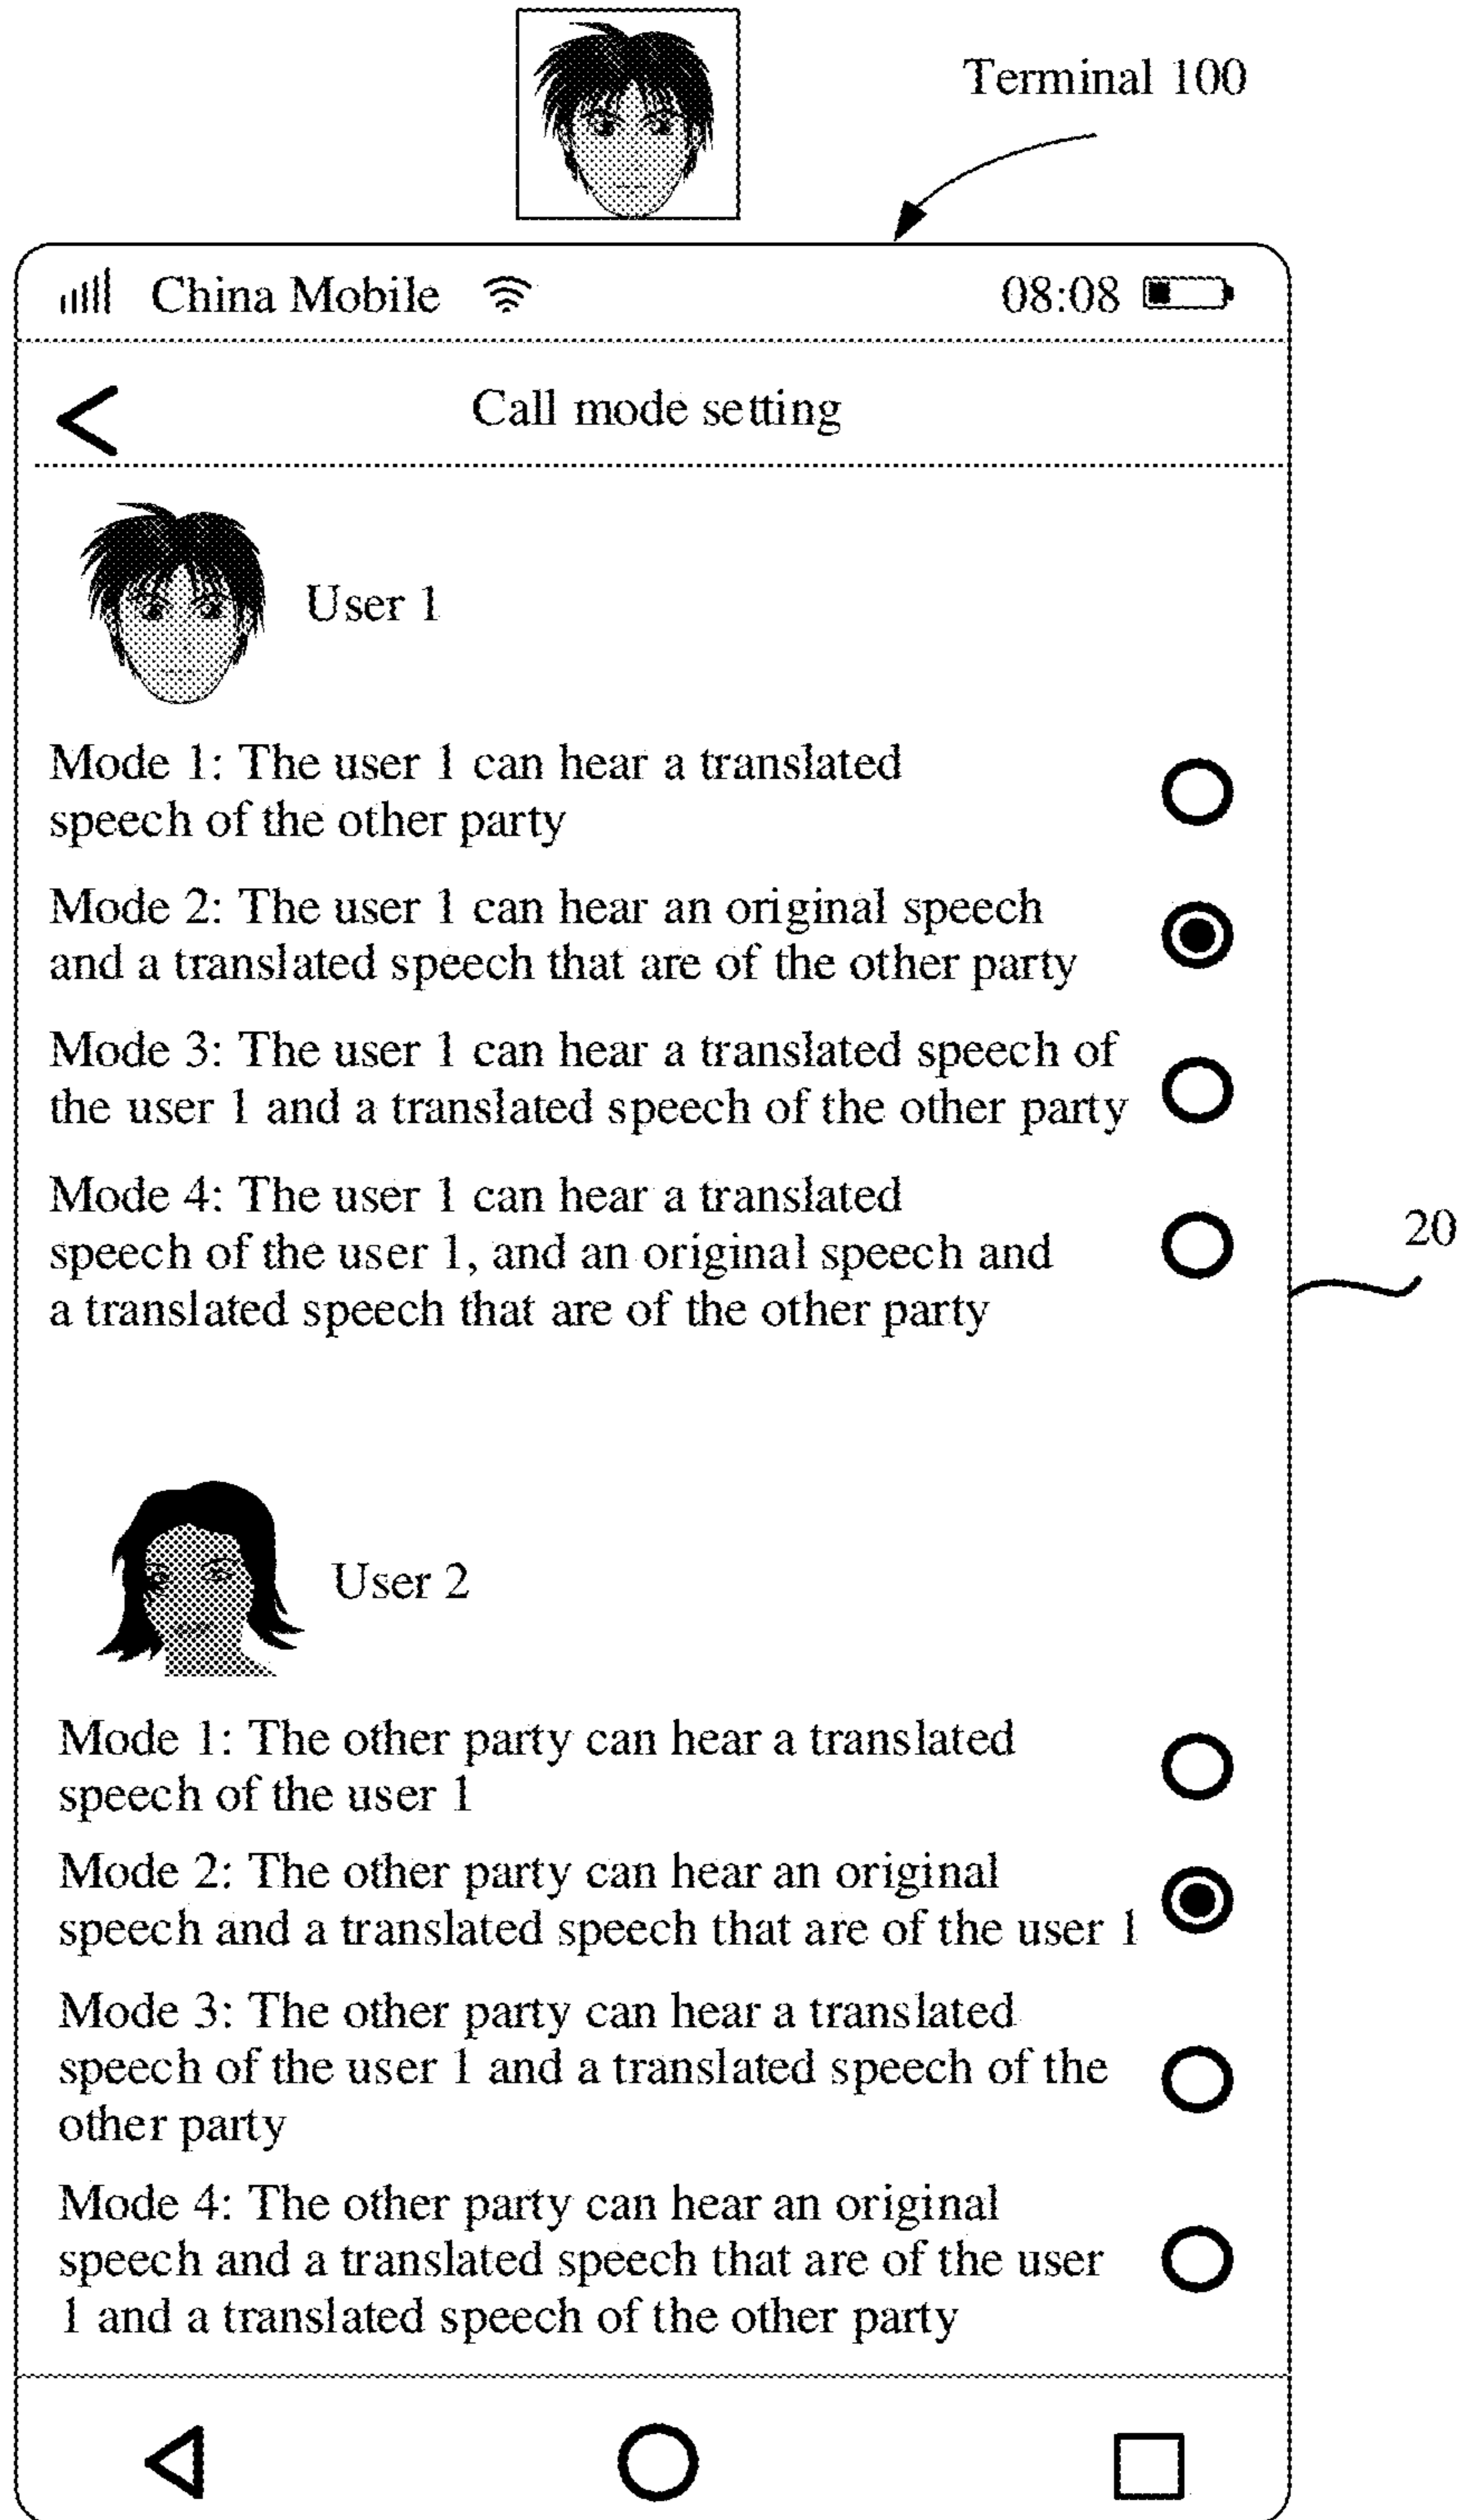 Terminal 100
China Mobile
08:08
Call mode setting
User 1
Mode 1: The user 1 can hear a translated
speech of the other party
Mode 2: The user 1 can hear an original speech
and a translated speech that are of the other party
Mode 3: The user 1 can hear a translated speech of
the user 1 and a translated speech of the other party
Mode 4: The user 1 can hear a translated
speech of the user 1, and an original speech and
a translated speech that are of the other party
20
User 2
Mode 1: The other party can hear a translated
speech of the user 1
Mode 2: The other party can hear an original
speech and a translated speech that are of the user 1
Mode 3: The other party can hear a translated
speech of the user 1 and a translated speech of the
other party
Mode 4: The other party can hear an original
speech and a translated speech that are of the user
1 and a translated speech of the other party